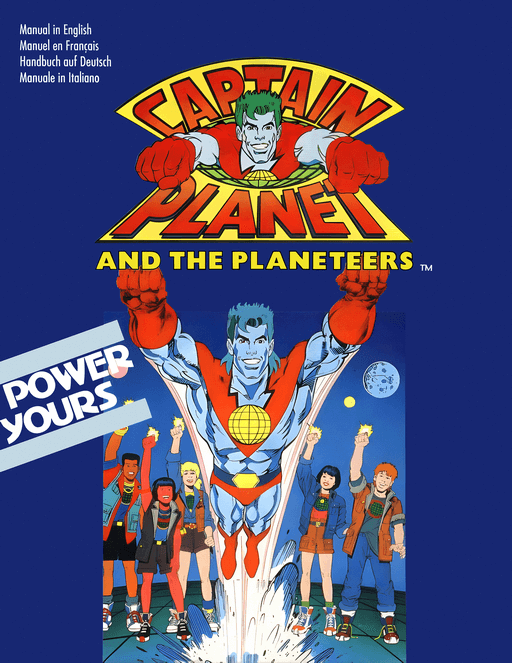 Manual in English
Manuel en Français
Handbuch auf Deutsch
Manuale in Italiano
CAPTAIN
PLANET
AND THE PLANETEERS TM
POWER
YOURS